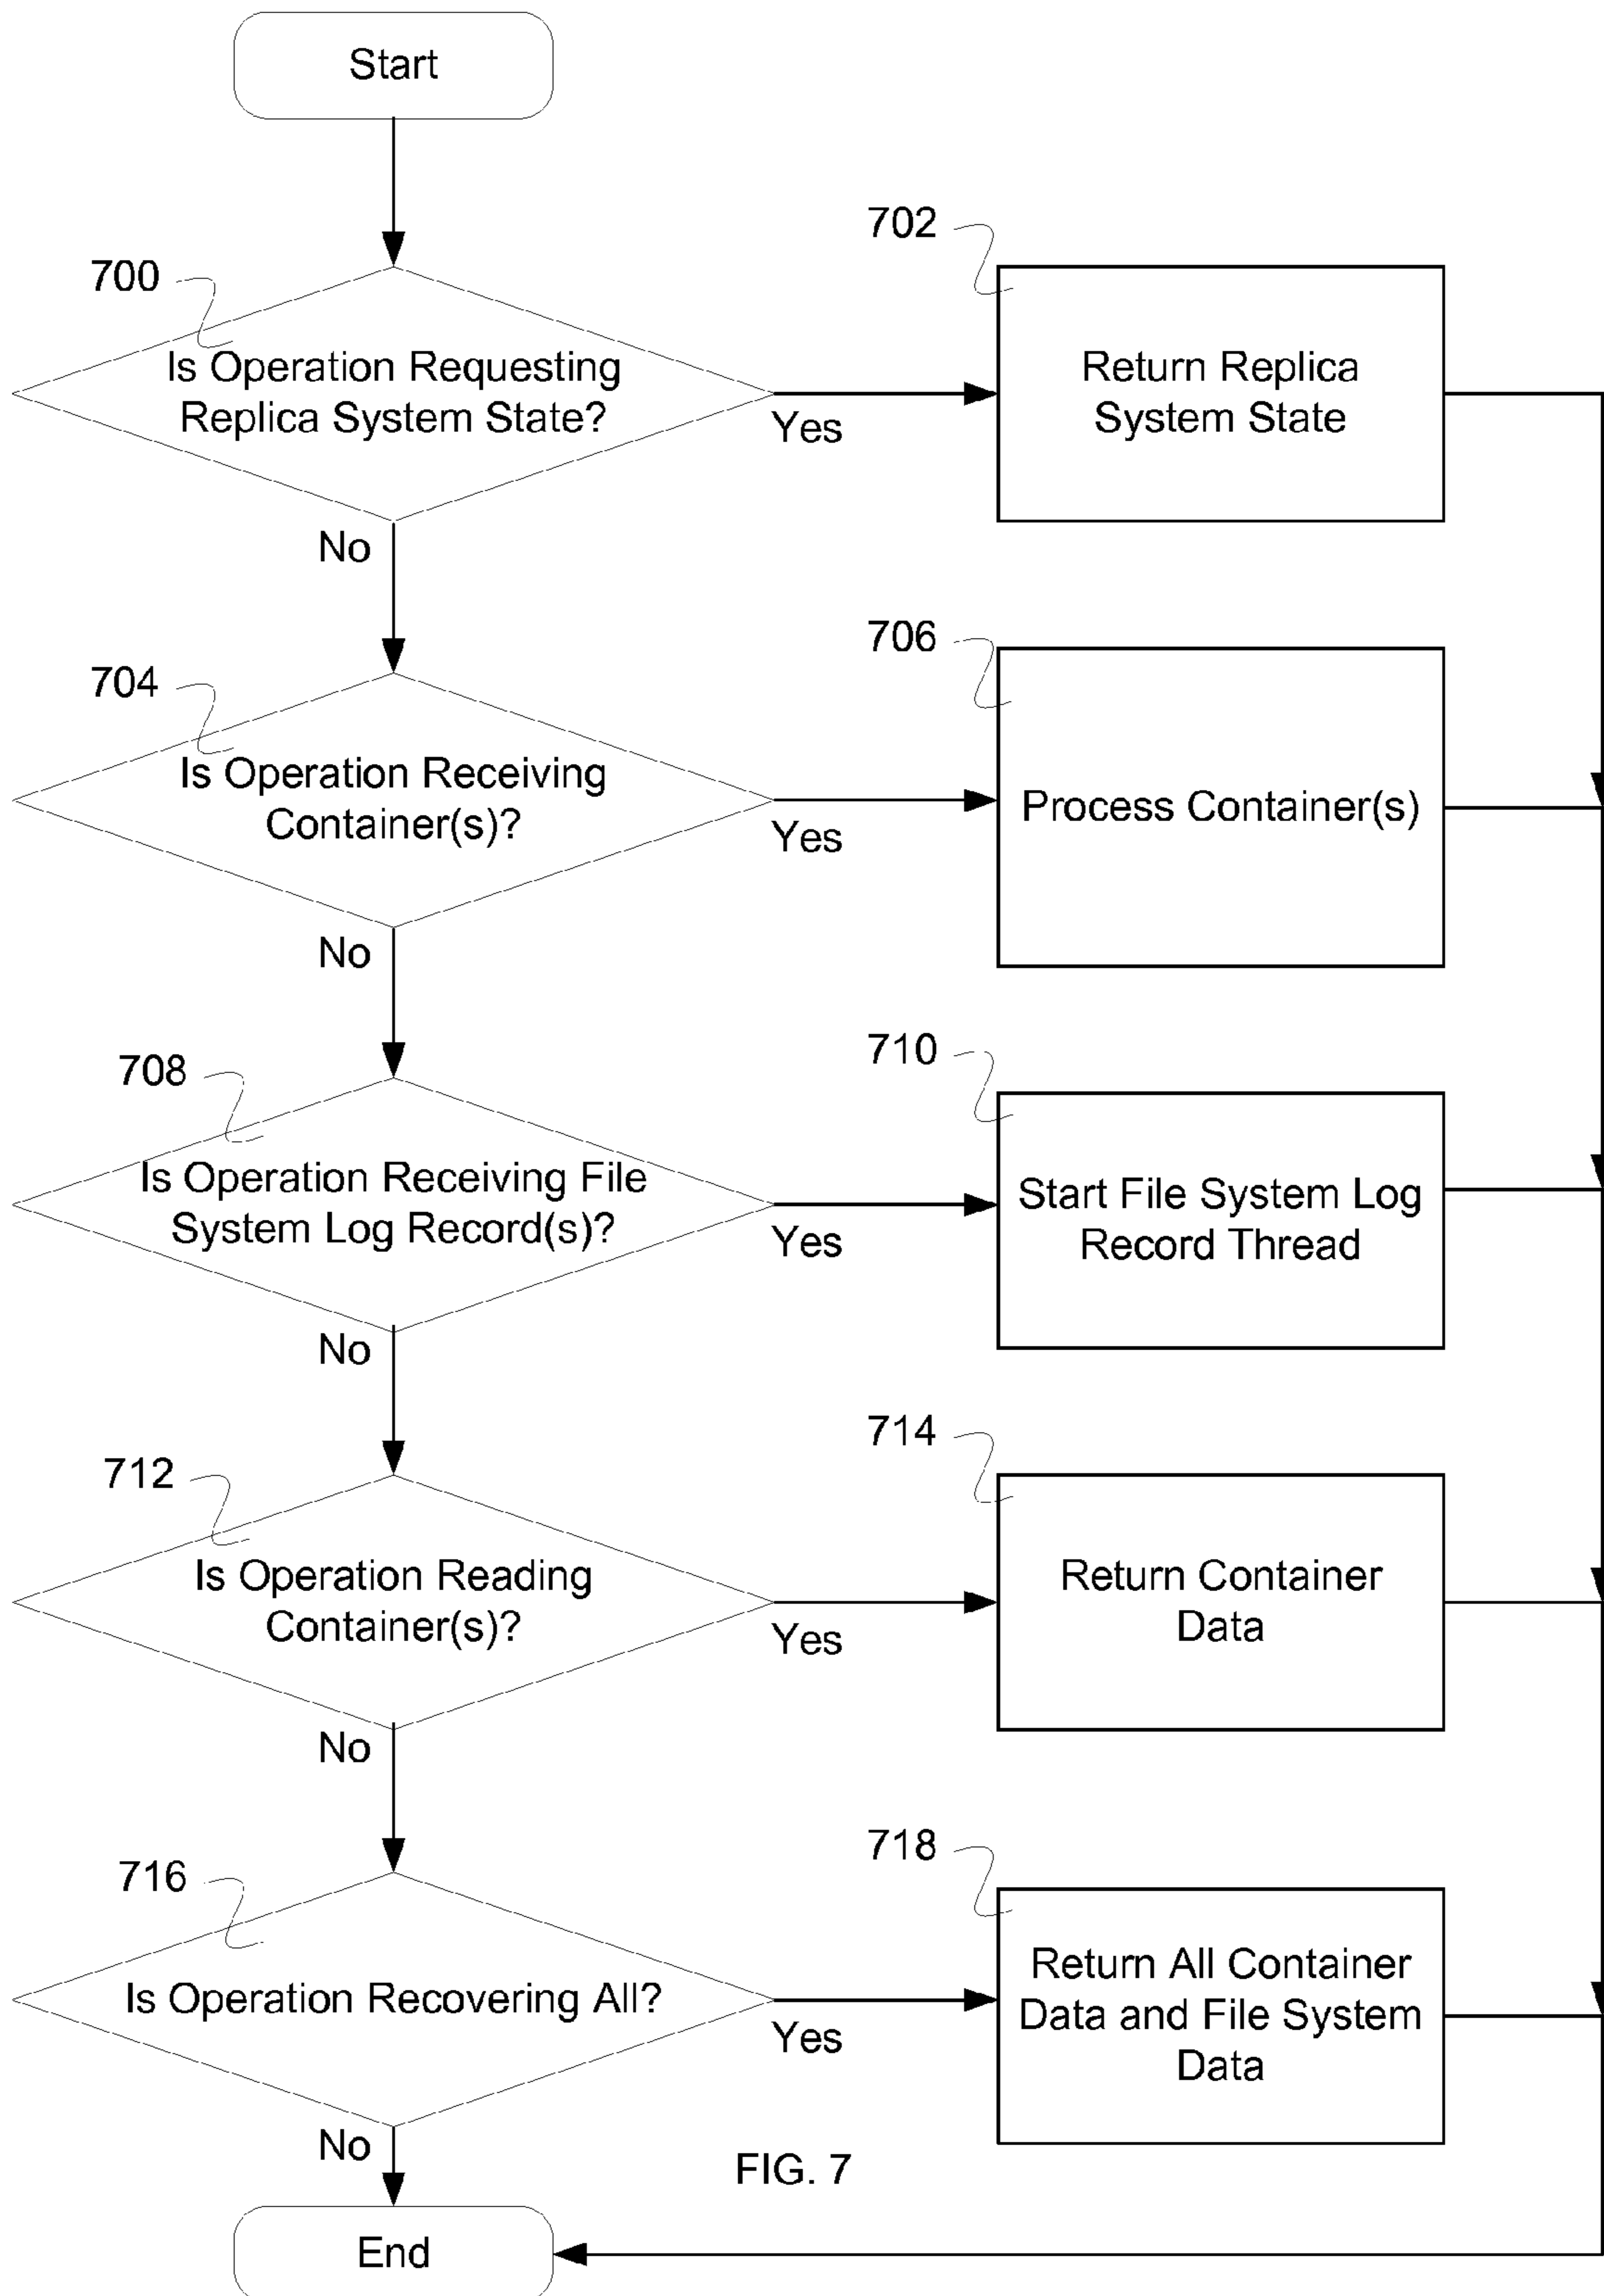 Start
700
Is Operation Requesting
Replica System State?
Yes
No
702
Return Replica
System State
704
Is Operation Receiving
Container(s)?
Yes
No
706
Process Container(s)
708
Is Operation Receiving File
System Log Record(s)?
Yes
No
710
Start File System Log
Record Thread
712
Is Operation Reading
Container(s)?
Yes
No
714
Return Container
Data
716
Is Operation Recovering All?
Yes
No
718
Return All Container
Data and File System
Data
FIG. 7
End